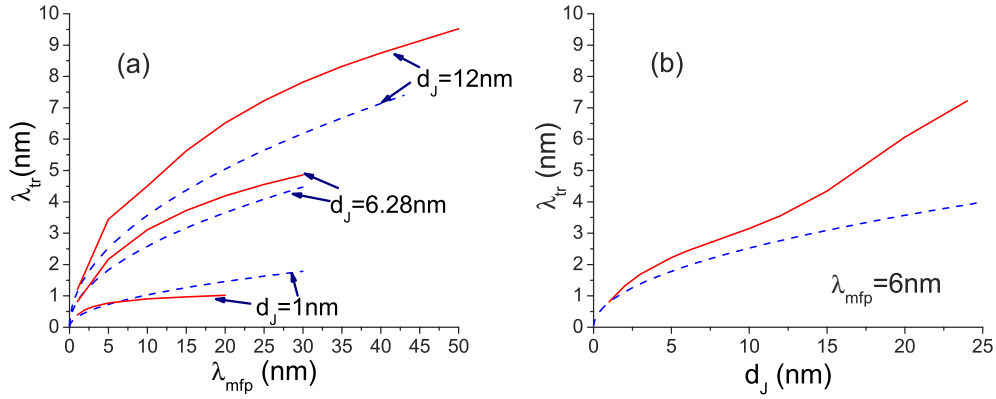 (a)
d_J=12nm
d_J=6.28nm
d_J=1nm
λ_tr(nm)
10
9
8
7
6
5
4
3
2
1
0
0 5 10 15 20 25 30 35 40 45 50
λ_mfp (nm)
(b)
λ_mfp=6nm
λ_tr (nm)
10
9
8
7
6
5
4
3
2
1
0
0 5 10 15 20 25
d_J (nm)